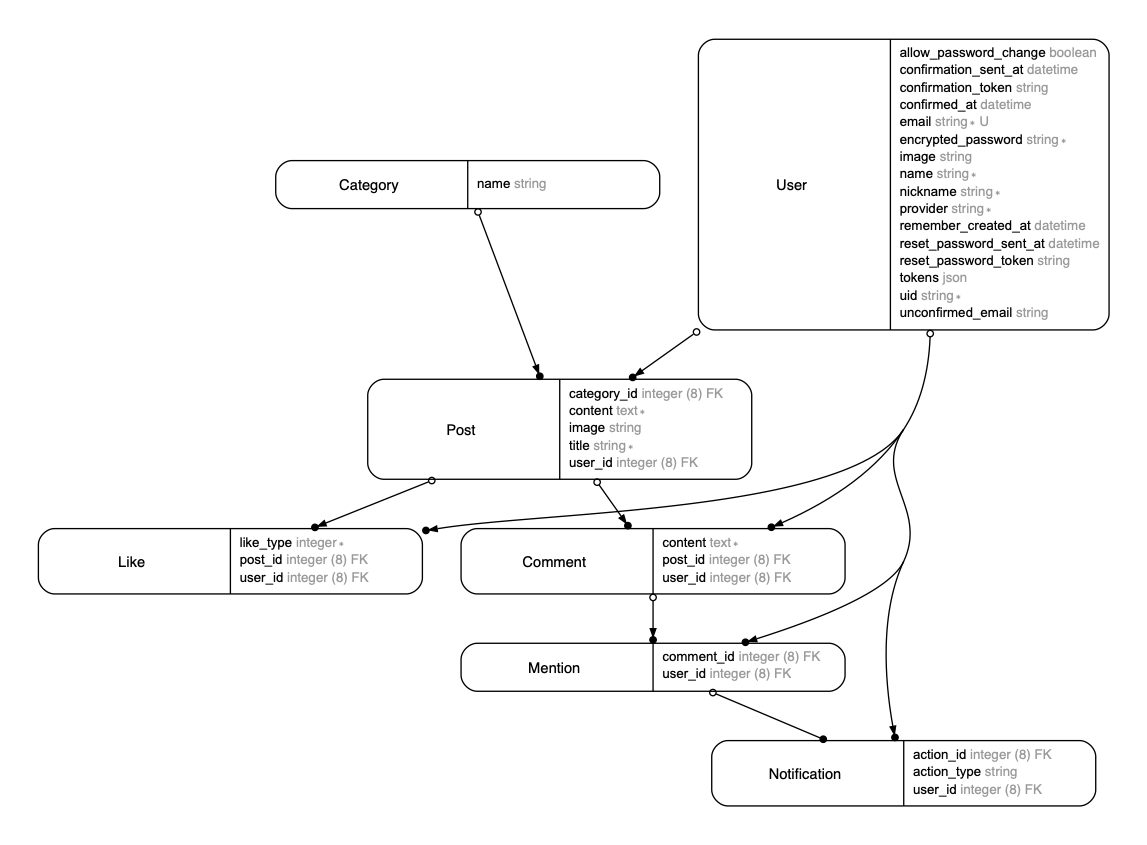 allow_password_change boolean
confirmation_sent_at datetime
confirmation_token string
confirmed_at datetime
email string∗ U
encrypted_password string∗
image string
name string∗
nickname string∗
provider string∗
remember_created_at datetime
reset_password_sent_at datetime
reset_password_token string
tokens json
uid string∗
unconfirmed_email string
User
Category
name string
Post
category_id integer (8) FK
content text∗
image string
title string∗
user_id integer (8) FK
Like
like_type integer∗
post_id integer (8) FK
user_id integer (8) FK
Comment
content text∗
post_id integer (8) FK
user_id integer (8) FK
Mention
comment_id integer (8) FK
user_id integer (8) FK
Notification
action_id integer (8) FK
action_type string
user_id integer (8) FK